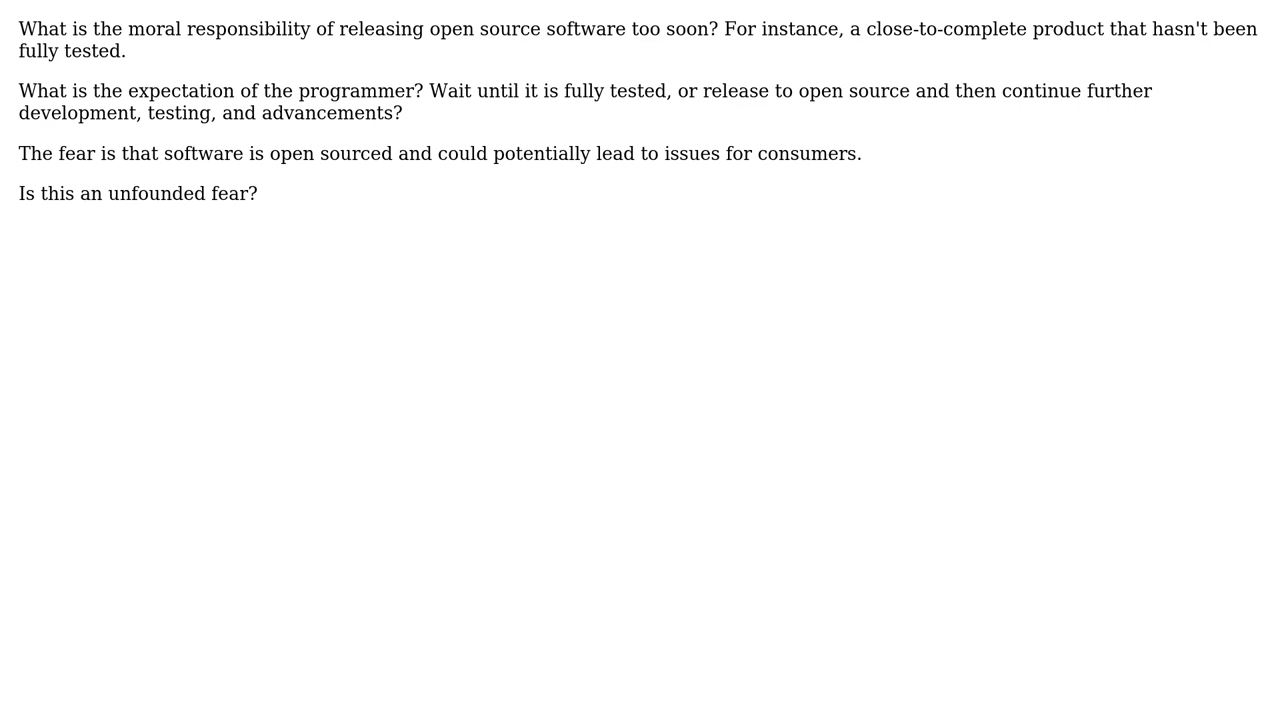 What is the moral responsibility of releasing open source software too soon? For instance, a close-to-complete product that hasn't been
fully tested.
What is the expectation of the programmer? Wait until it is fully tested, or release to open source and then continue further
development, testing, and advancements?
The fear is that software is open sourced and could potentially lead to issues for consumers.
Is this an unfounded fear?